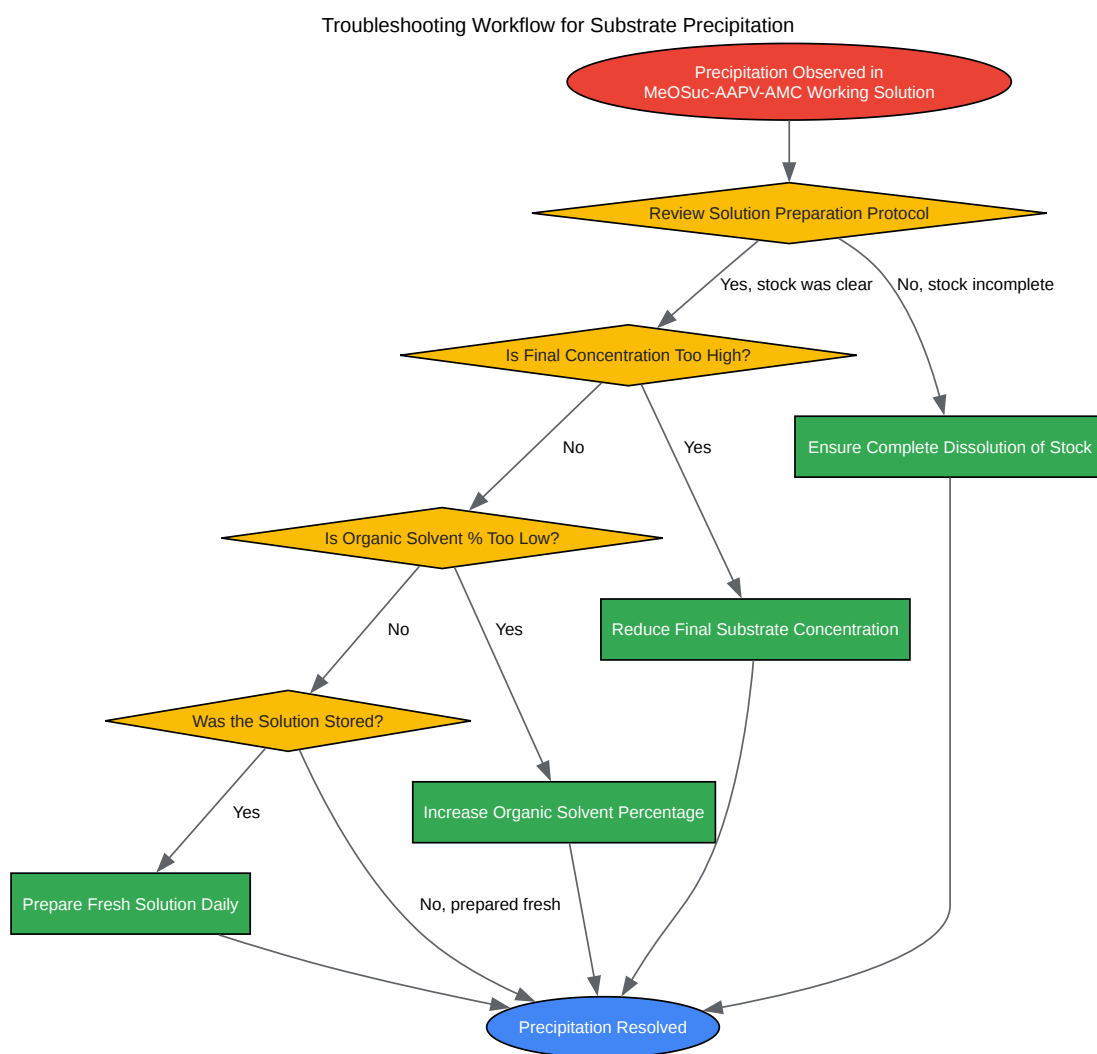 Troubleshooting Workflow for Substrate Precipitation
Precipitation Observed in
MeOSuc-AAPV-AMC Working Solution
Review Solution Preparation Protocol
Yes, stock was clear
No, stock incomplete
Is Final Concentration Too High?
No
Yes
Ensure Complete Dissolution of Stock
Is Organic Solvent % Too Low?
No
Yes
Reduce Final Substrate Concentration
Was the Solution Stored?
Yes
Increase Organic Solvent Percentage
No, prepared fresh
Prepare Fresh Solution Daily
Precipitation Resolved